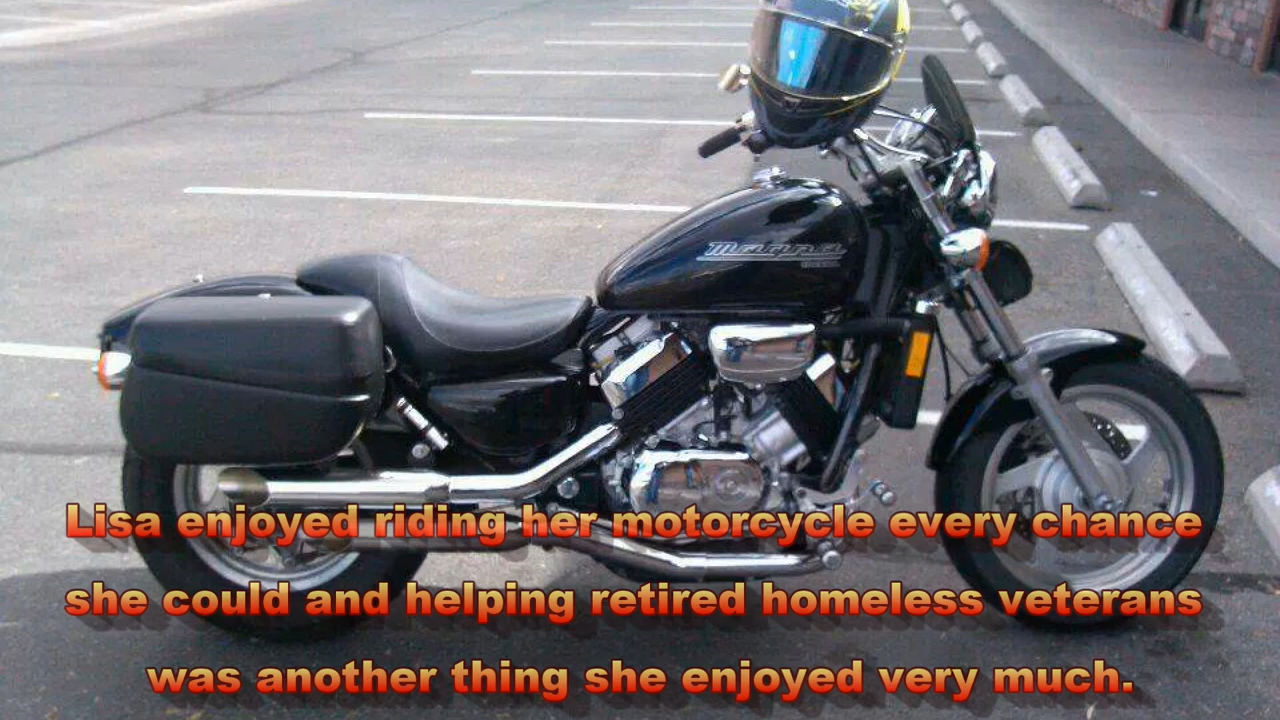 Magna
Lisa enjoyed riding her motorcycle every chance
she could and helping retired homeless veterans
was another thing she enjoyed very much.